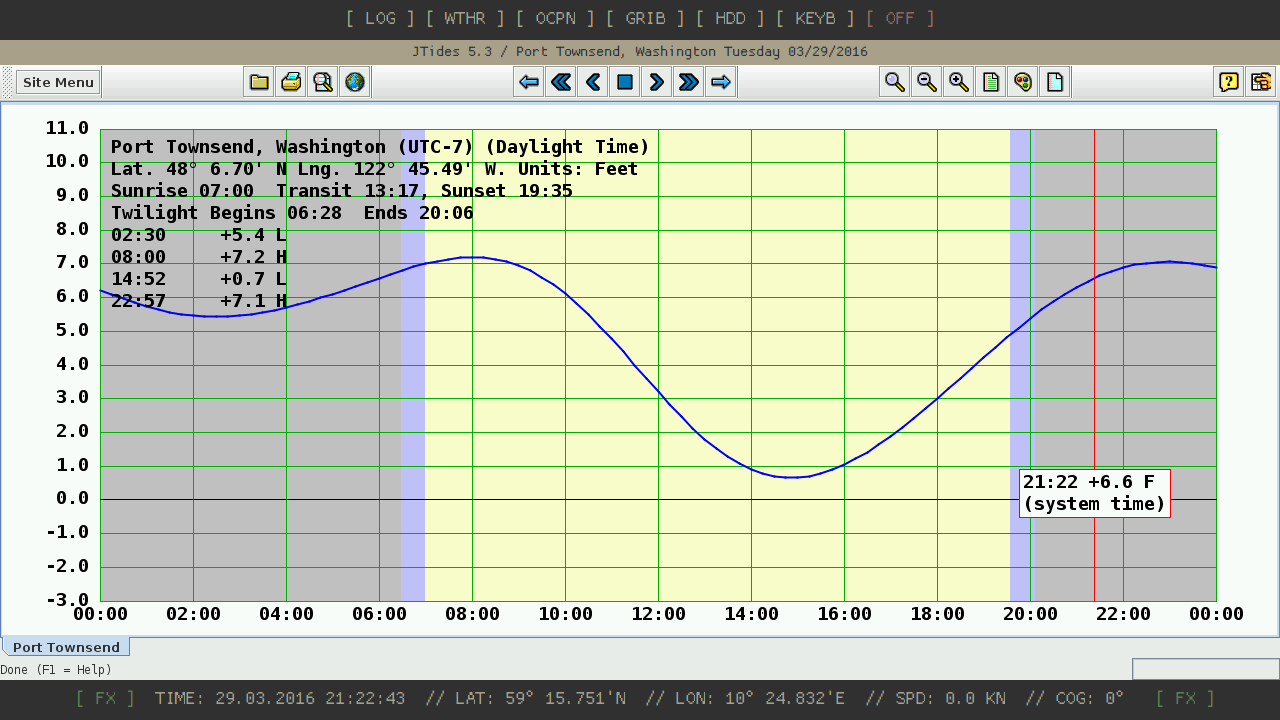 [ LOG ] [ WTHR ] [ OCPN ] [ GRIB ] [ HDD ] [ KEYB ] [ OFF ]
JTides 5.3 / Port Townsend, Washington Tuesday 03/29/2016
Site Menu
11.0
10.0
9.0
8.0
7.0
6.0
5.0
4.0
3.0
2.0
1.0
0.0
-1.0
-2.0
-3.0
Port Townsend, Washington (UTC-7) (Daylight Time)
Lat. 48° 6.70' N Lng. 122° 45.49' W. Units: Feet
Sunrise 07:00 Transit 13:17, Sunset 19:35
Twilight Begins 06:28 Ends 20:06
02:30 +5.4 L
08:00 +7.2 H
14:52 +0.7 L
22:57 +7.1 H
21:22 +6.6 F
(system time)
00:00 02:00 04:00 06:00 08:00 10:00 12:00 14:00 16:00 18:00 20:00 22:00 00:00
Port Townsend
Done (F1 = Help)
[ FX ] TIME: 29.03.2016 21:22:43 // LAT: 59° 15.751'N // LON: 10° 24.832'E // SPD: 0.0 KN // COG: 0° [ FX ]